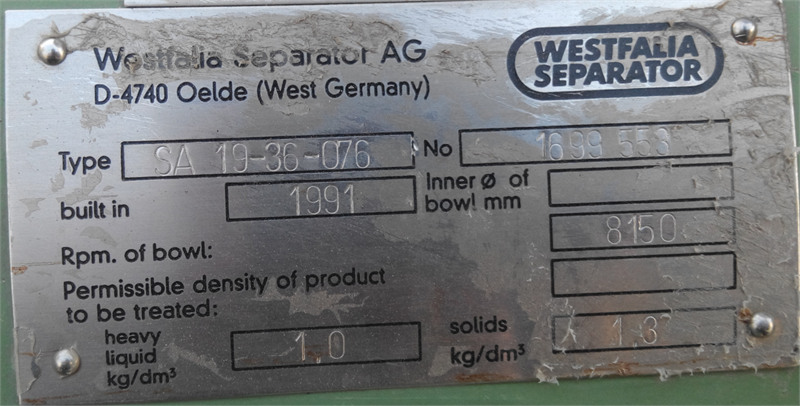 Westfalia Separator AG
D-4740 Oelde (West Germany)
WESTFALIA
SEPARATOR
Type SA 19-36-076 No 1699 553
built in 1991 Inner Ø of
bowl mm
Rpm. of bowl: 8150
Permissible density of product
to be treated:
heavy
liquid
kg/dm³ 1.0
solids
kg/dm³ 1.3